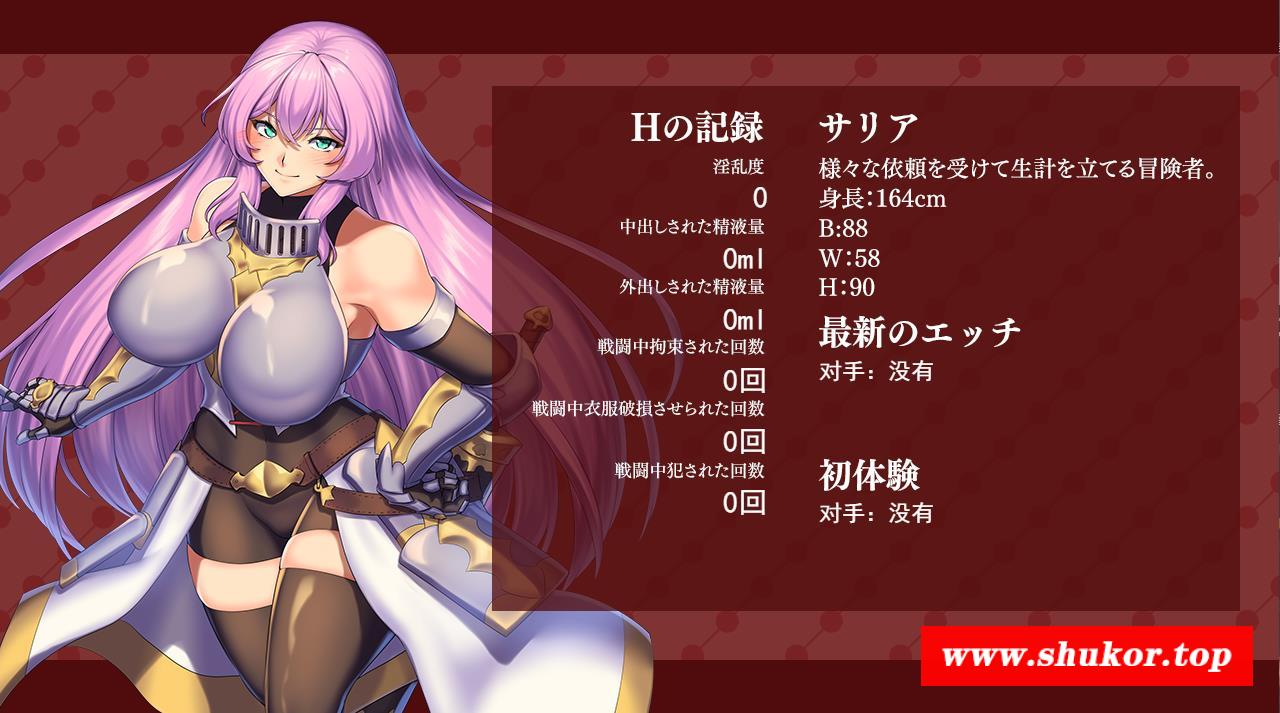 Hの記録
淫乱度
0
中出しされた精液量
0ml
外出しされた精液量
0ml
戦闘中拘束された回数
0回
戦闘中衣服破損させられた回数
0回
戦闘中犯された回数
0回
サリア
様々な依頼を受けて生計を立てる冒険者。
身長：164cm
B:88
W:58
H:90
最新のエッチ
对手：没有
初体験
对手：没有
www.shukor.top